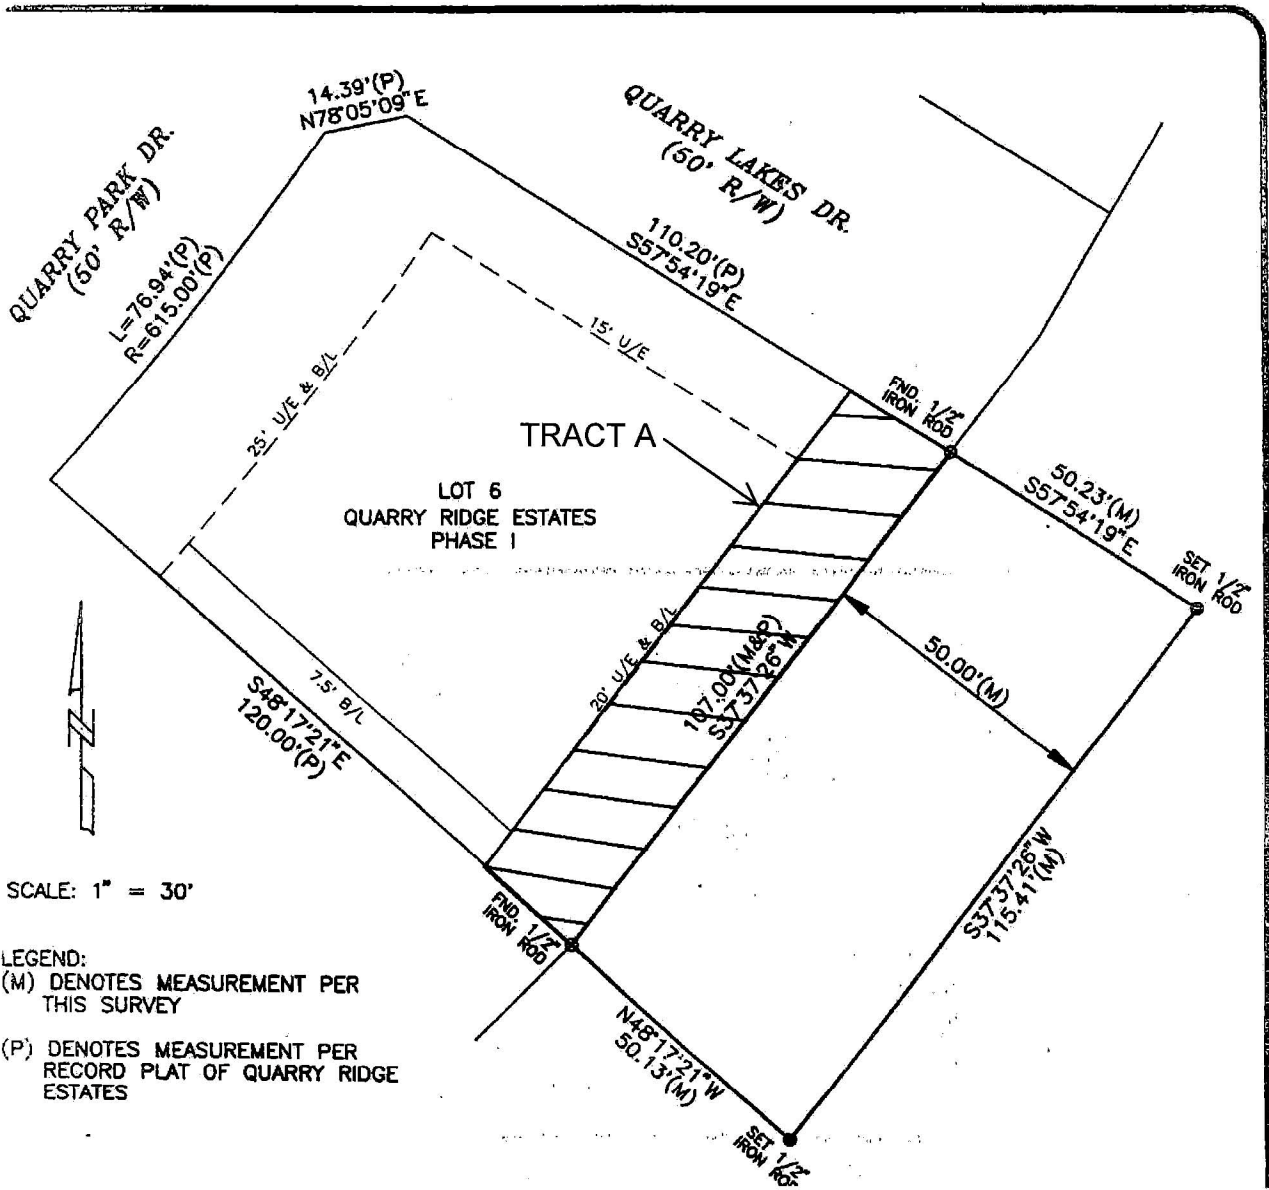 14.39'(P)
N78°05'09"E
QUARRY PARK DR.
(50' R/W)
QUARRY LAKES DR.
(50' R/W)
L=76.94'(P)
R=615.00'(P)
110.20'(P)
S57°54'19"E
15' U/E
25' U/E & B/L
FND. 1/2"
IRON ROD
TRACT A
50.23'(M)
S57°54'19"E
LOT 6
QUARRY RIDGE ESTATES
PHASE I
SET 1/2"
IRON ROD
20' U/E & B/L
107.00'(M&P)
S37°37'26"W
50.00'(M)
7.5' B/L
S48°17'21"E
120.00'(P)
N
SCALE: 1" = 30'
S37°37'26"W
115.41'(M)
FND. 1/2"
IRON ROD
LEGEND:
(M) DENOTES MEASUREMENT PER
THIS SURVEY
N48°17'21"W
50.13'(M)
(P) DENOTES MEASUREMENT PER
RECORD PLAT OF QUARRY RIDGE
ESTATES
SET 1/2"
IRON ROD